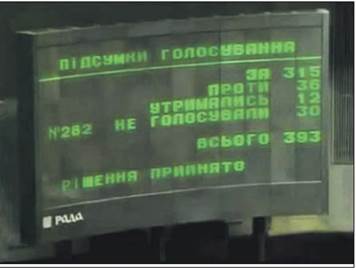 ПІДСУМКИ ГОЛОСУВАННЯ
ЗА 315
ПРОТИ 36
УТРИМАЛИСЬ 12
№282 НЕ ГОЛОСУВАЛИ 30
ВСЬОГО 393
РІШЕННЯ ПРИЙНЯТО
РАДА